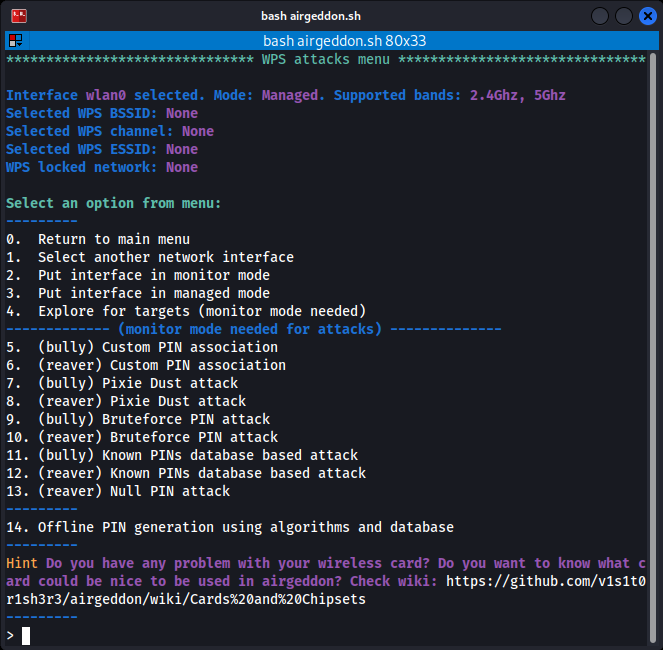 bash airgeddon.sh
bash airgeddon.sh 80x33
******************************* WPS attacks menu *******************************
Interface wlan0 selected. Mode: Managed. Supported bands: 2.4Ghz, 5Ghz
Selected WPS BSSID: None
Selected WPS channel: None
Selected WPS ESSID: None
WPS locked network: None
Select an option from menu:
---------
0.  Return to main menu
1.  Select another network interface
2.  Put interface in monitor mode
3.  Put interface in managed mode
4.  Explore for targets (monitor mode needed)
------------- (monitor mode needed for attacks) --------------
5.  (bully) Custom PIN association
6.  (reaver) Custom PIN association
7.  (bully) Pixie Dust attack
8.  (reaver) Pixie Dust attack
9.  (bully) Bruteforce PIN attack
10. (reaver) Bruteforce PIN attack
11. (bully) Known PINs database based attack
12. (reaver) Known PINs database based attack
13. (reaver) Null PIN attack
---------
14. Offline PIN generation using algorithms and database
---------
Hint Do you have any problem with your wireless card? Do you want to know what c
ard could be nice to be used in airgeddon? Check wiki: https://github.com/v1s1t0
r1sh3r3/airgeddon/wiki/Cards%20and%20Chipsets
---------
>